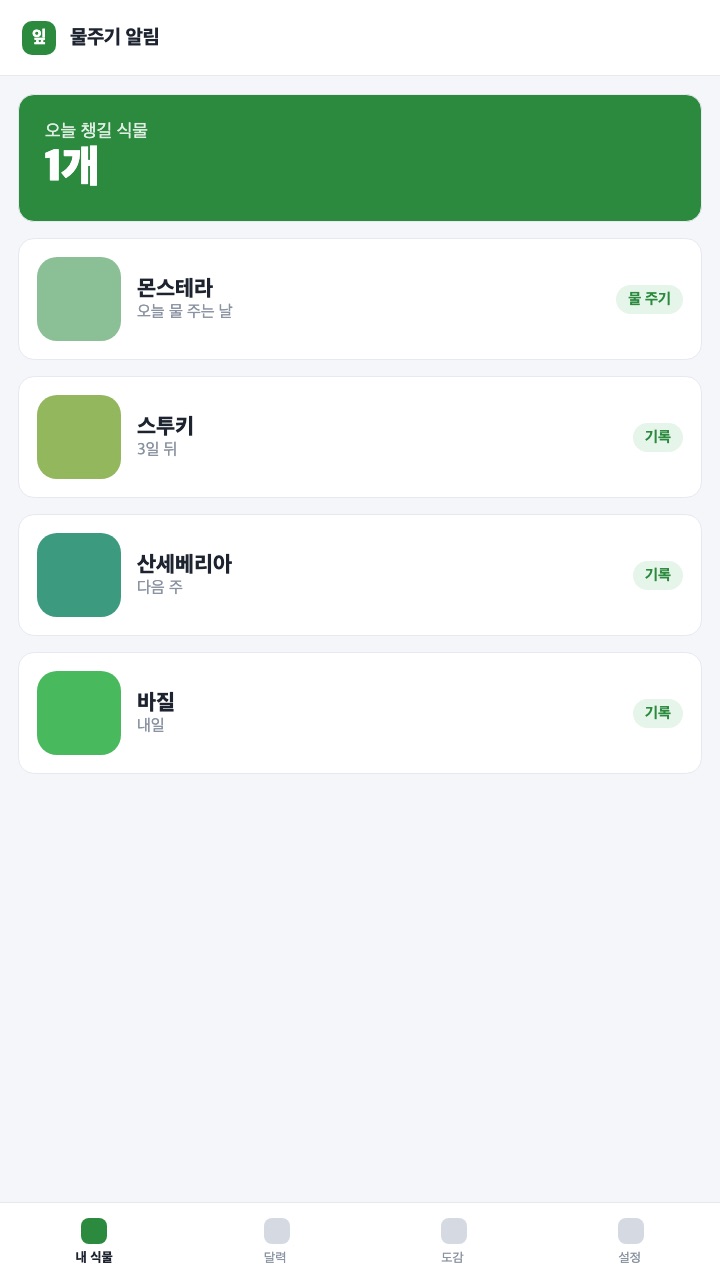 잎 물주기 알림
오늘 챙길 식물
1개
몬스테라
오늘 물 주는 날
물 주기
스투키
3일 뒤
기록
산세베리아
다음 주
기록
바질
내일
기록
내 식물 달력 도감 설정